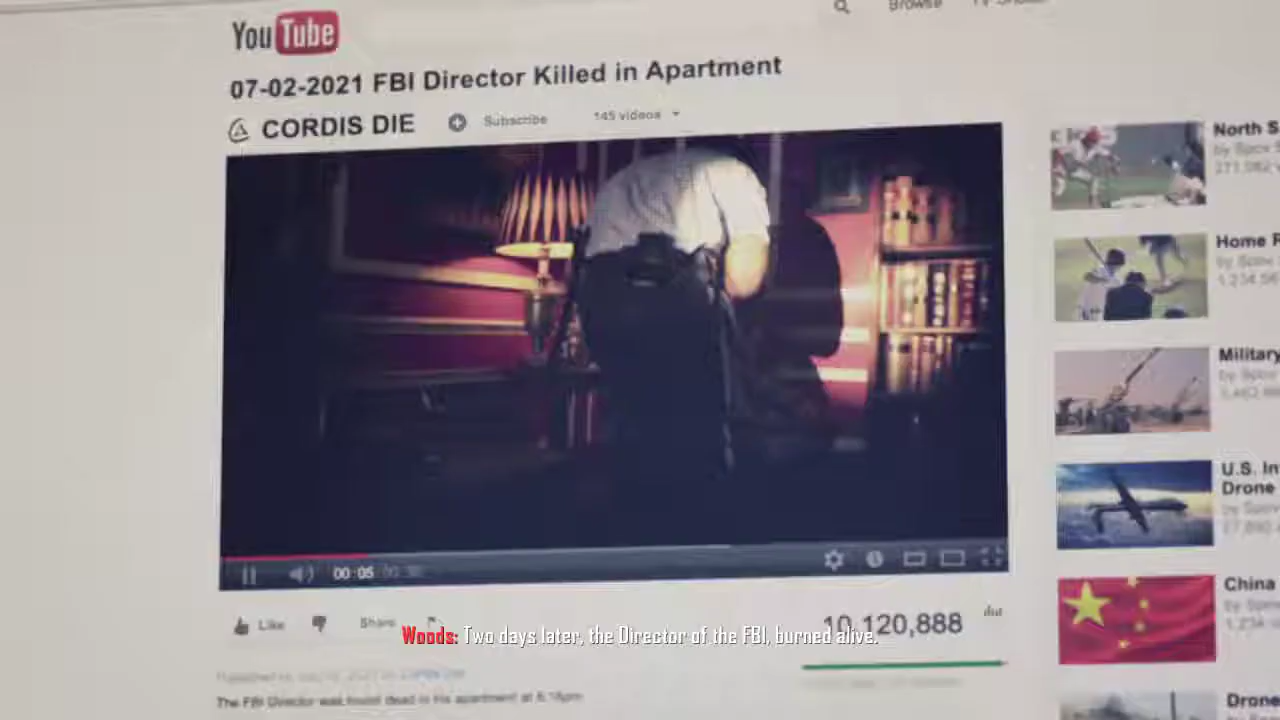 YouTube
Browse
07-02-2021 FBI Director Killed in Apartment
CORDIS DIE
Subscribe
145 videos
North S
Home R
Military
U.S. In
Drone
China
Drone
00:05
Like
Share
10,120,888
Woods: Two days later, the Director of the FBI, burned alive.
The FBI Director was found dead in his apartment at 6:16pm